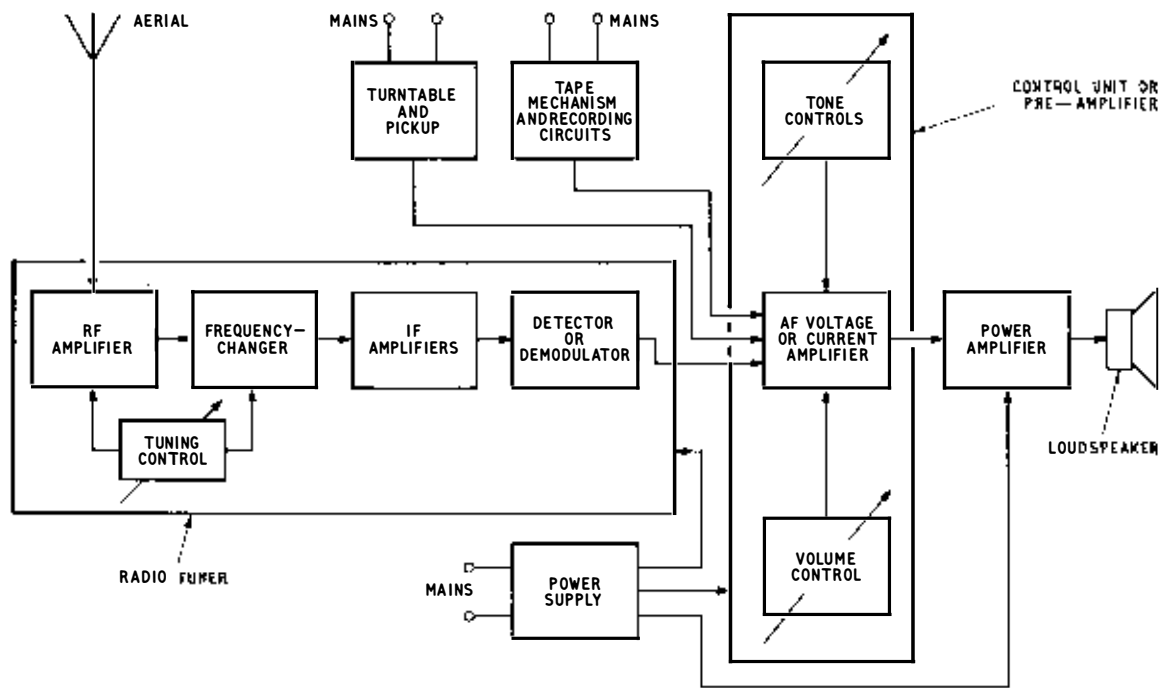 AERIAL
MAINS
MAINS
TURNTABLE
AND
PICKUP
TAPE
MECHANISM
ANDRECORDING
CIRCUITS
TONE
CONTROLS
CONTROL UNIT OR
PRE—AMPLIFIER
RF
AMPLIFIER
FREQUENCY—
CHANGER
IF
AMPLIFIERS
DETECTOR
OR
DEMODULATOR
AF VOLTAGE
OR CURRENT
AMPLIFIER
POWER
AMPLIFIER
TUNING
CONTROL
LOUDSPEAKER
RADIO TUNER
MAINS
POWER
SUPPLY
VOLUME
CONTROL